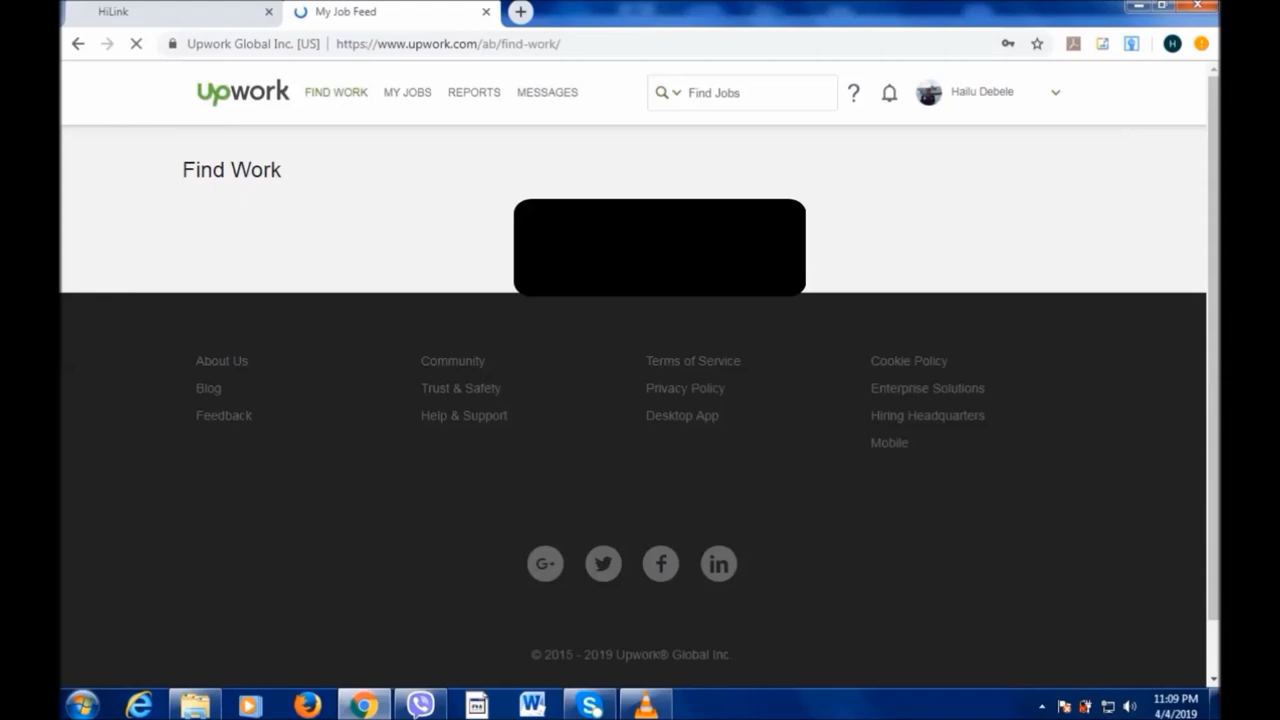 HiLink
My Job Feed
Upwork Global Inc. [US]
https://www.upwork.com/ab/find-work/
H
upwork
FIND WORK
MY JOBS
REPORTS
MESSAGES
Find Jobs
?
Hailu Debele
Find Work
About Us
Community
Terms of Service
Cookie Policy
Blog
Trust & Safety
Privacy Policy
Enterprise Solutions
Feedback
Help & Support
Desktop App
Hiring Headquarters
Mobile
G+
f
in
© 2015 - 2019 Upwork® Global Inc.
11:09 PM
4/4/2019